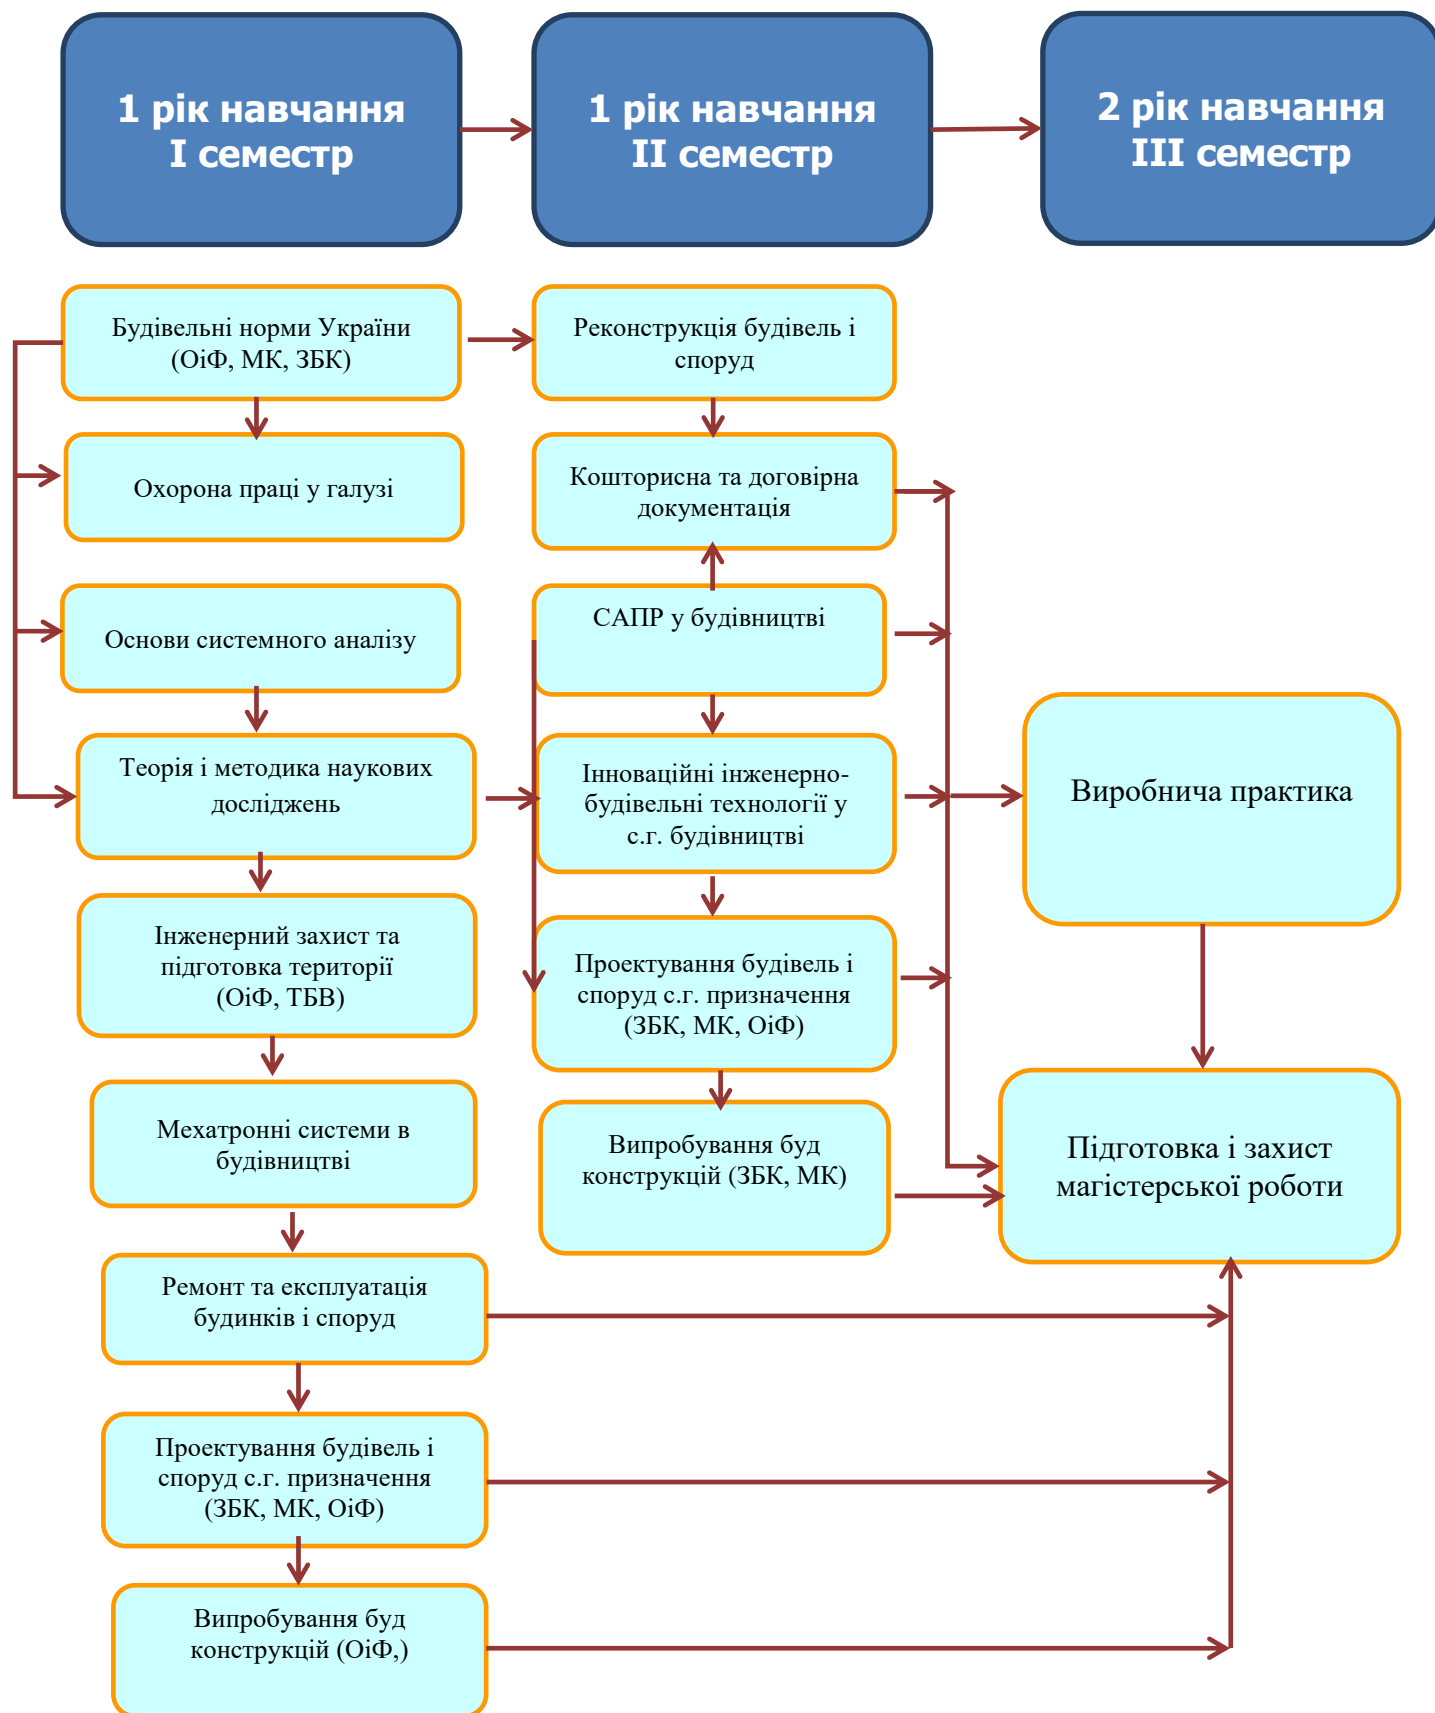 1 рік навчання
I семестр
1 рік навчання
II семестр
2 рік навчання
III семестр
Будівельні норми України
(ОіФ, МК, ЗБК)
Охорона праці у галузі
Основи системного аналізу
Теорія і методика наукових
досліджень
Інженерний захист та
підготовка території
(ОіФ, ТБВ)
Мехатронні системи в
будівництві
Ремонт та експлуатація
будинків і споруд
Проектування будівель і
споруд с.г. призначення
(ЗБК, МК, ОіФ)
Випробування буд
конструкцій (ОіФ,)
Реконструкція будівель і
споруд
Кошторисна та договірна
документація
САПР у будівництві
Інноваційні інженерно-
будівельні технології у
с.г. будівництві
Проектування будівель і
споруд с.г. призначення
(ЗБК, МК, ОіФ)
Випробування буд
конструкцій (ЗБК, МК)
Виробнича практика
Підготовка і захист
магістерської роботи